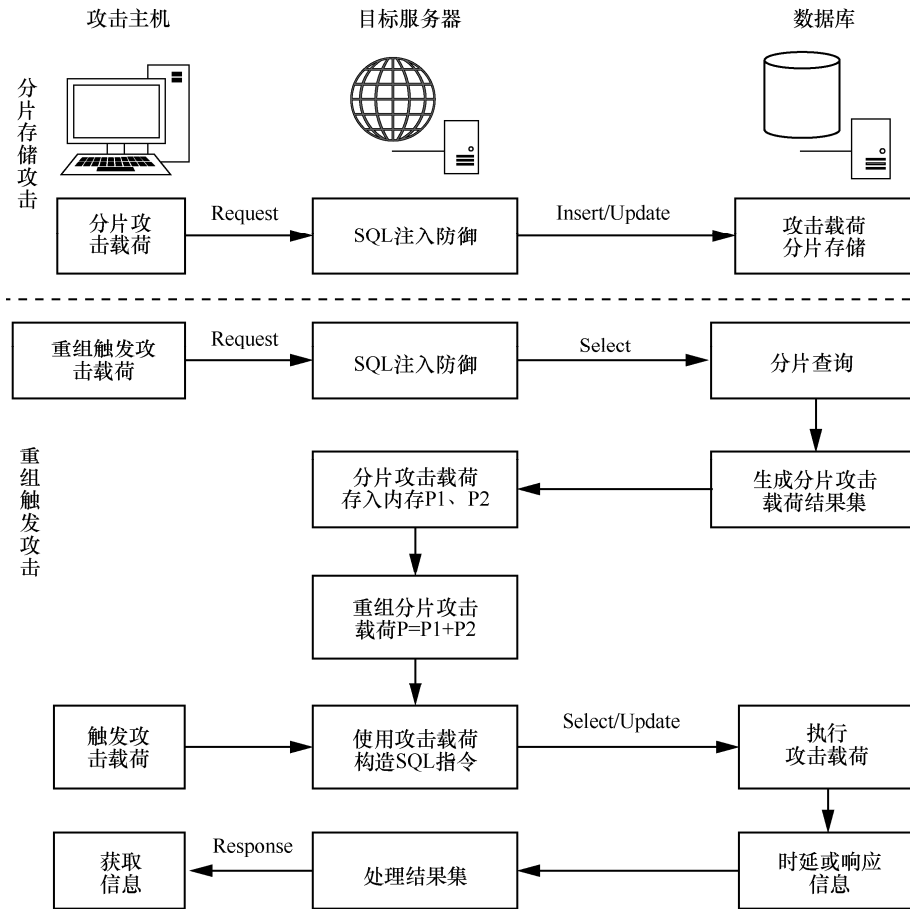 攻击主机
目标服务器
数据库
分片存储攻击
分片攻
击载荷
Request
SQL注入防御
Insert/Update
攻击载荷
分片存储
重组触发攻
击载荷
Request
SQL注入防御
Select
分片查询
重组触发攻击
分片攻击载荷
存入内存P1、P2
生成分片攻击
载荷结果集
重组分片攻击
载荷P=P1+P2
触发攻
击载荷
使用攻击载荷
构造SQL指令
Select/Update
执行
攻击载荷
获取
信息
Response
处理结果集
时延或响应
信息